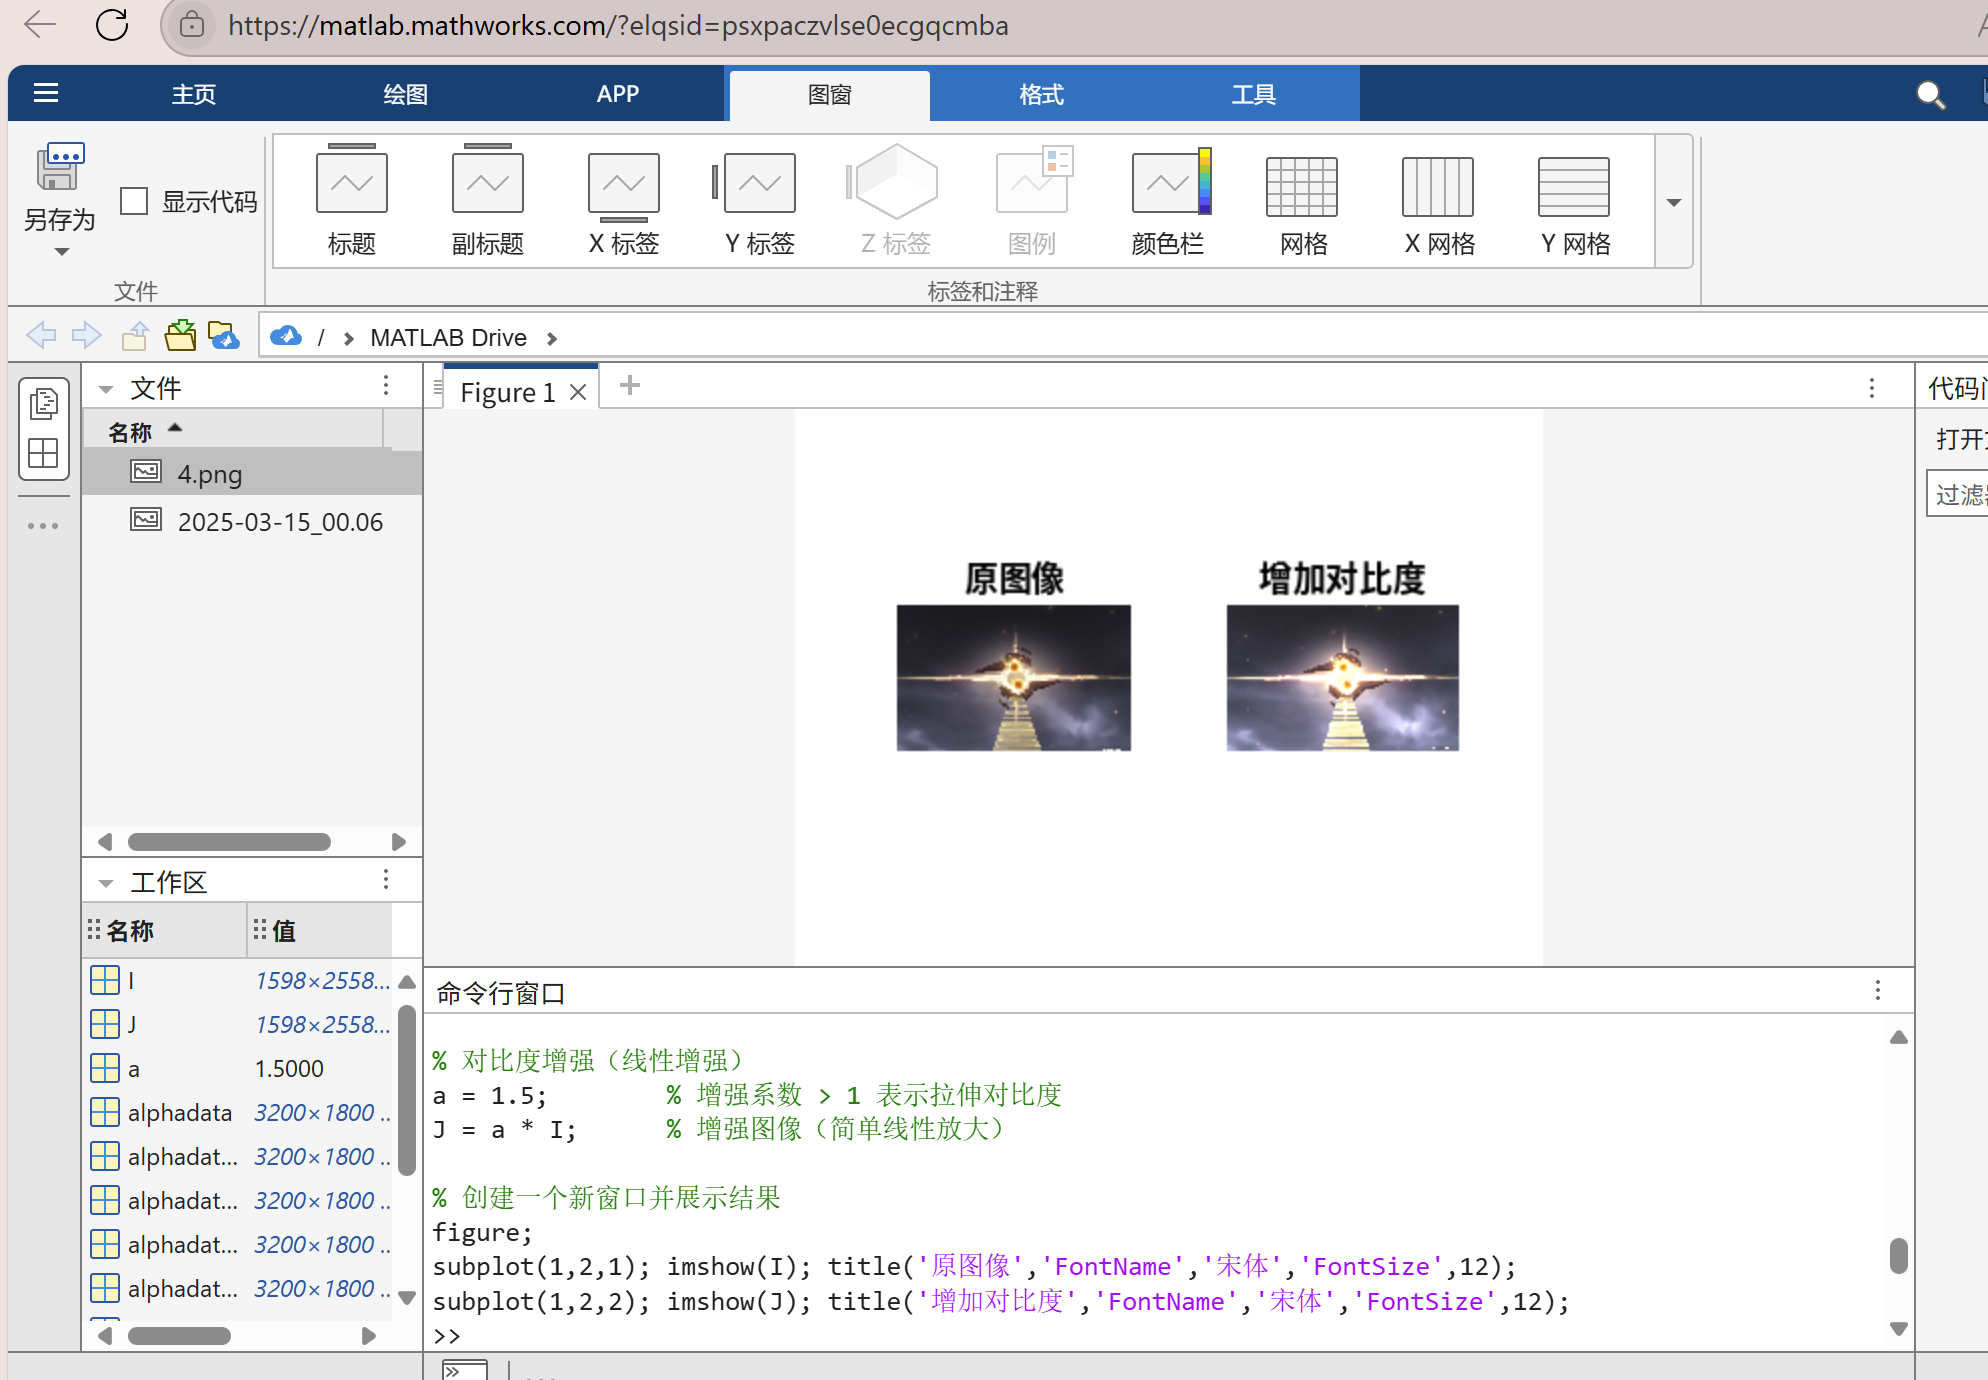 https://matlab.mathworks.com/?elqsid=psxpaczvlse0ecgqcmba
主页 绘图 APP 图窗 格式 工具
另存为
显示代码
文件
标题 副标题 X 标签 Y 标签 Z 标签 图例 颜色栏 网格 X 网格 Y 网格
标签和注释
/ MATLAB Drive
文件
名称
4.png
2025-03-15_00.06
工作区
名称 值
I 1598×2558...
J 1598×2558...
a 1.5000
alphadata 3200×1800 ..
alphadat... 3200×1800 ..
alphadat... 3200×1800 ..
alphadat... 3200×1800 ..
alphadat... 3200×1800 ..
Figure 1
原图像 增加对比度
命令行窗口
% 对比度增强（线性增强）
a = 1.5; % 增强系数 > 1 表示拉伸对比度
J = a * I; % 增强图像（简单线性放大）
% 创建一个新窗口并展示结果
figure;
subplot(1,2,1); imshow(I); title('原图像','FontName','宋体','FontSize',12);
subplot(1,2,2); imshow(J); title('增加对比度','FontName','宋体','FontSize',12);
>>
代码
打开
过滤